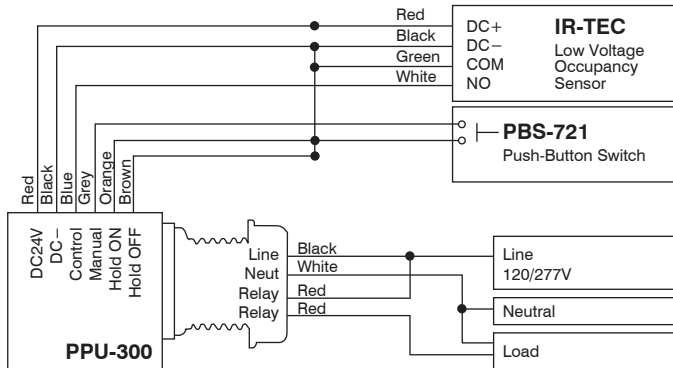 Red
Black
Green
White
DC+
DC−
COM
NO
IR-TEC
Low Voltage
Occupancy
Sensor
PBS-721
Push-Button Switch
Red
Black
Blue
Grey
Orange
Brown
DC24V
DC−
Control
Manual
Hold ON
Hold OFF
PPU-300
Line
Neut
Relay
Relay
Black
White
Red
Red
Line
120/277V
Neutral
Load